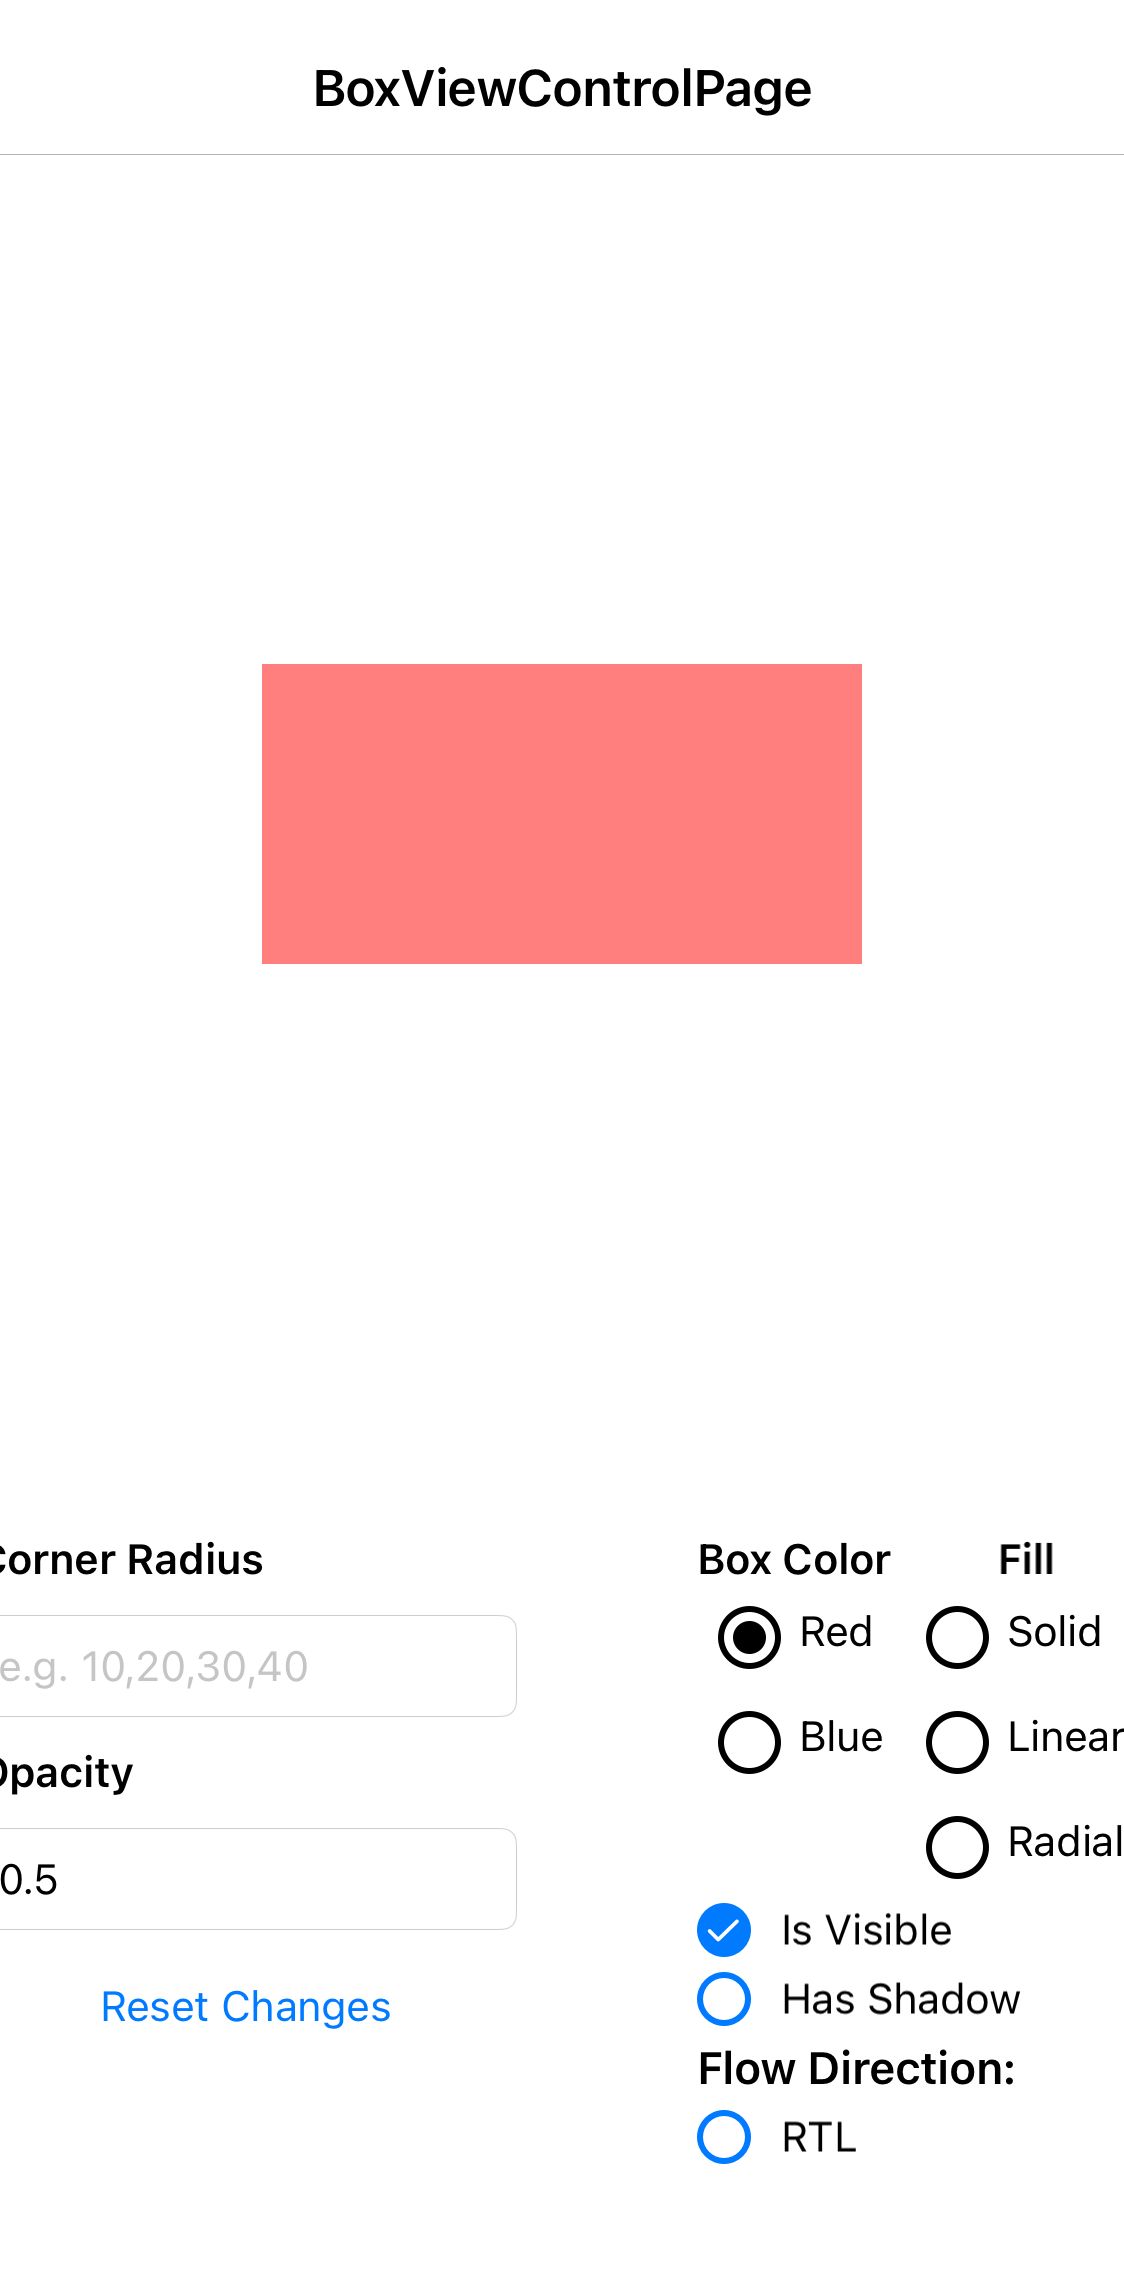 BoxViewControlPage
Corner Radius
e.g. 10,20,30,40
Opacity
0.5
Reset Changes
Box Color
Red
Blue
Fill
Solid
Linear
Radial
Is Visible
Has Shadow
Flow Direction:
RTL